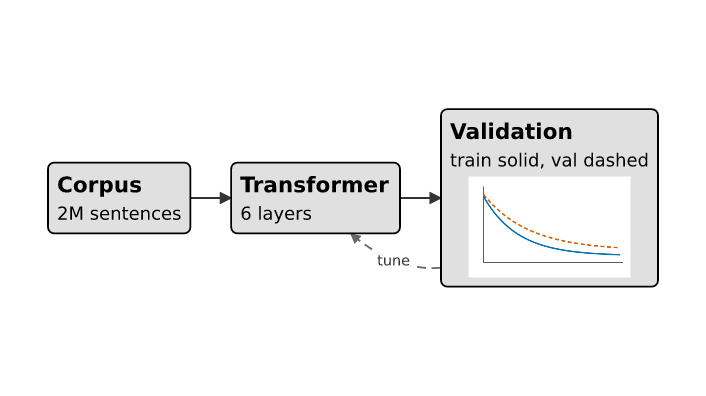 Corpus
2M sentences
Transformer
6 layers
Validation
train solid, val dashed
tune